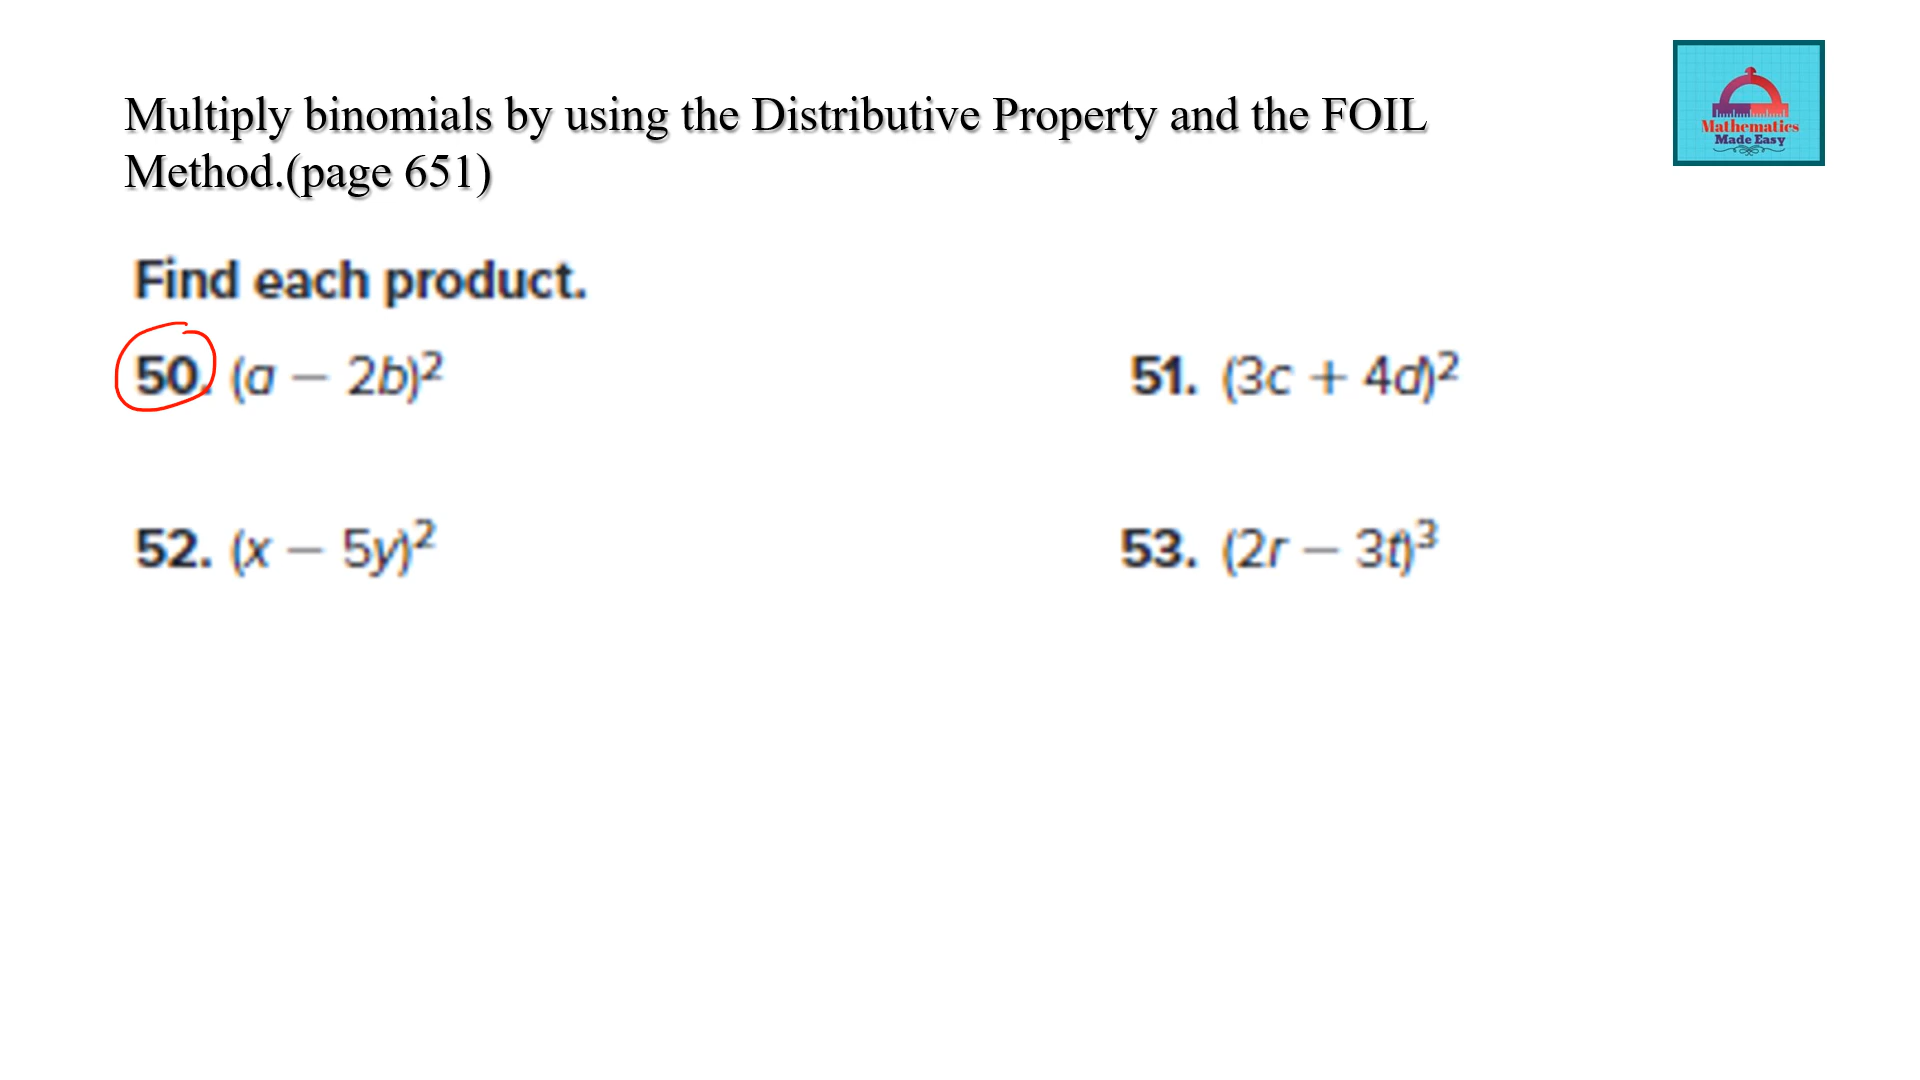 Multiply binomials by using the Distributive Property and the FOIL
Method.(page 651)
Mathematics
Made Easy
Find each product.
50. (a – 2b)²
51. (3c + 4d)²
52. (x – 5y)²
53. (2r – 3t)³